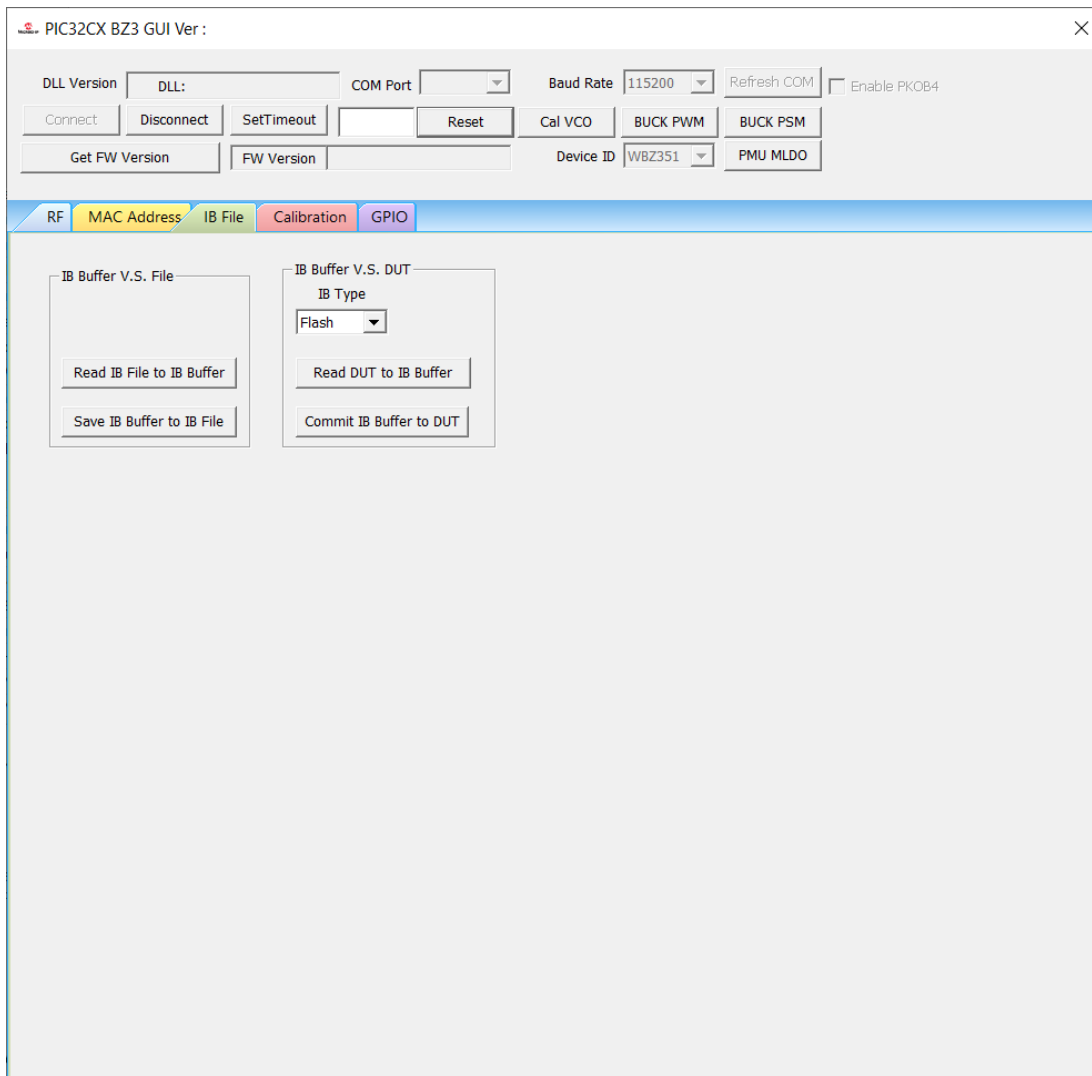 PIC32CX BZ3 GUI Ver :
DLL Version DLL: COM Port Baud Rate 115200 Refresh COM Enable PKOB4
Connect Disconnect SetTimeout Reset Cal VCO BUCK PWM BUCK PSM
Get FW Version FW Version Device ID WBZ351 PMU MLDO
RF MAC Address IB File Calibration GPIO
IB Buffer V.S. File
IB Buffer V.S. DUT
IB Type
Flash
Read IB File to IB Buffer Read DUT to IB Buffer
Save IB Buffer to IB File Commit IB Buffer to DUT